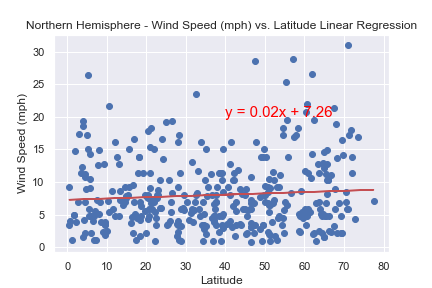 Northern Hemisphere - Wind Speed (mph) vs. Latitude Linear Regression
30
25
20
15
10
5
0
Wind Speed (mph)
y = 0.02x + 7.26
0 10 20 30 40 50 60 70 80
Latitude